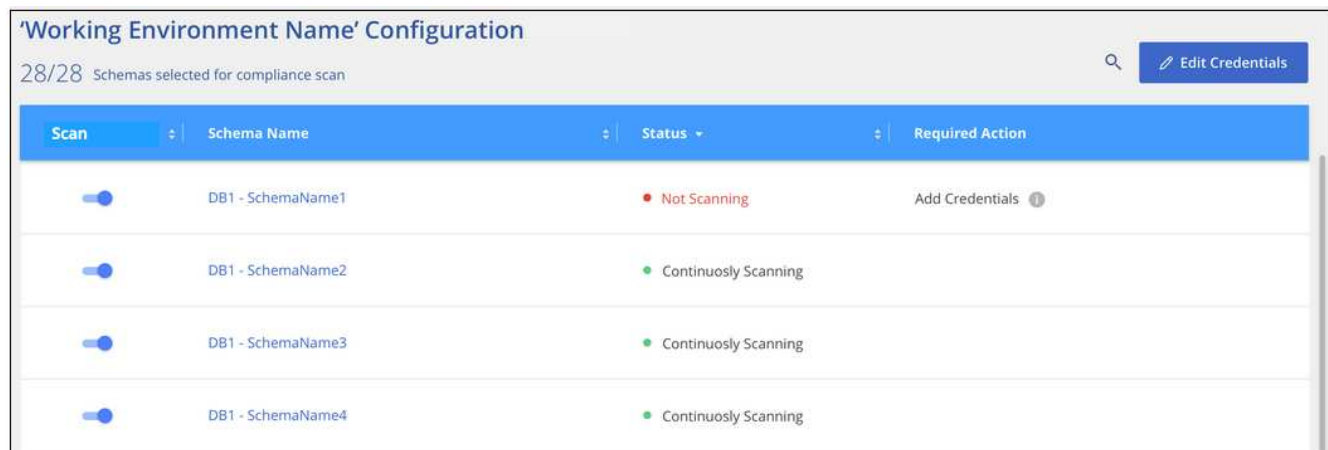 ‘Working Environment Name’ Configuration
28/28 Schemas selected for compliance scan
Edit Credentials
Scan Schema Name Status Required Action
DB1 - SchemaName1 Not Scanning Add Credentials
DB1 - SchemaName2 Continuosly Scanning
DB1 - SchemaName3 Continuosly Scanning
DB1 - SchemaName4 Continuosly Scanning